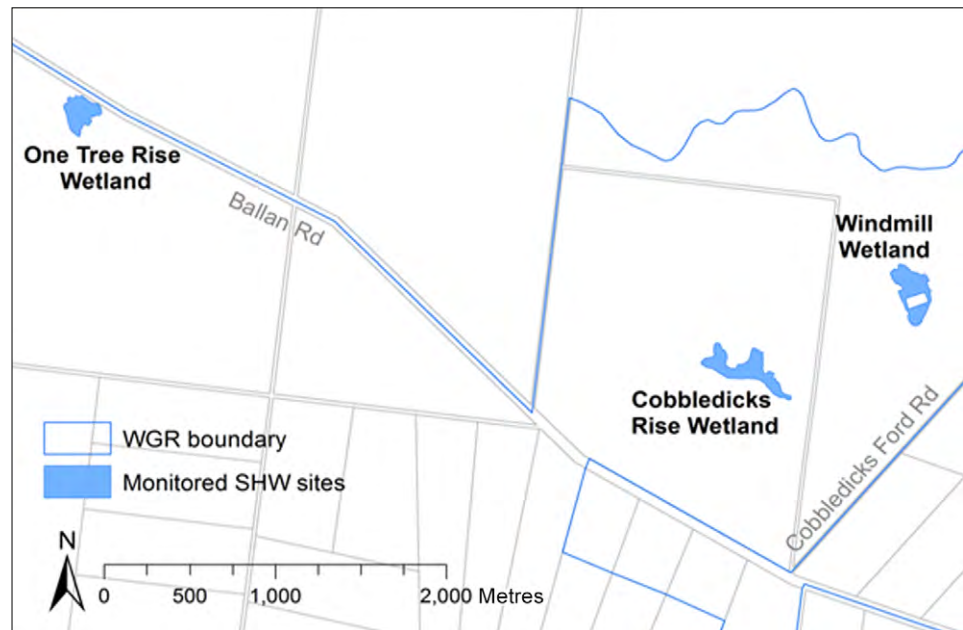 One Tree Rise
Wetland
Ballan Rd
Windmill
Wetland
Cobbledicks
Rise Wetland
Cobbledicks Ford Rd
WGR boundary
Monitored SHW sites
N
0 500 1,000 2,000 Metres